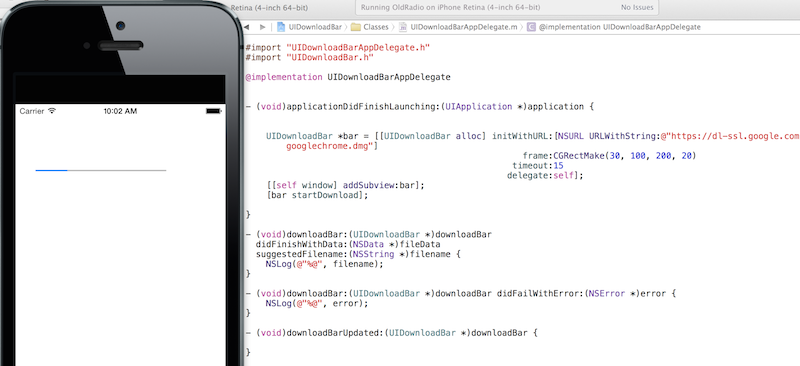 Retina (4-inch 64-bit)
Running OldRadio on iPhone Retina (4-inch 64-bit)
No Issues
UIDownloadBar
Classes
UIDownloadBarAppDelegate.m
@implementation UIDownloadBarAppDelegate
Carrier
10:02 AM
#import "UIDownloadBarAppDelegate.h"
#import "UIDownloadBar.h"
@implementation UIDownloadBarAppDelegate
- (void)applicationDidFinishLaunching:(UIApplication *)application {
UIDownloadBar *bar = [[UIDownloadBar alloc] initWithURL:[NSURL URLWithString:@"https://dl-ssl.google.com
googlechrome.dmg"]
frame:CGRectMake(30, 100, 200, 20)
timeout:15
delegate:self];
[[self window] addSubview:bar];
[bar startDownload];
}
- (void)downloadBar:(UIDownloadBar *)downloadBar
didFinishWithData:(NSData *)fileData
suggestedFilename:(NSString *)filename {
NSLog(@"%@", filename);
}
- (void)downloadBar:(UIDownloadBar *)downloadBar didFailWithError:(NSError *)error {
NSLog(@"%@", error);
}
- (void)downloadBarUpdated:(UIDownloadBar *)downloadBar {
}